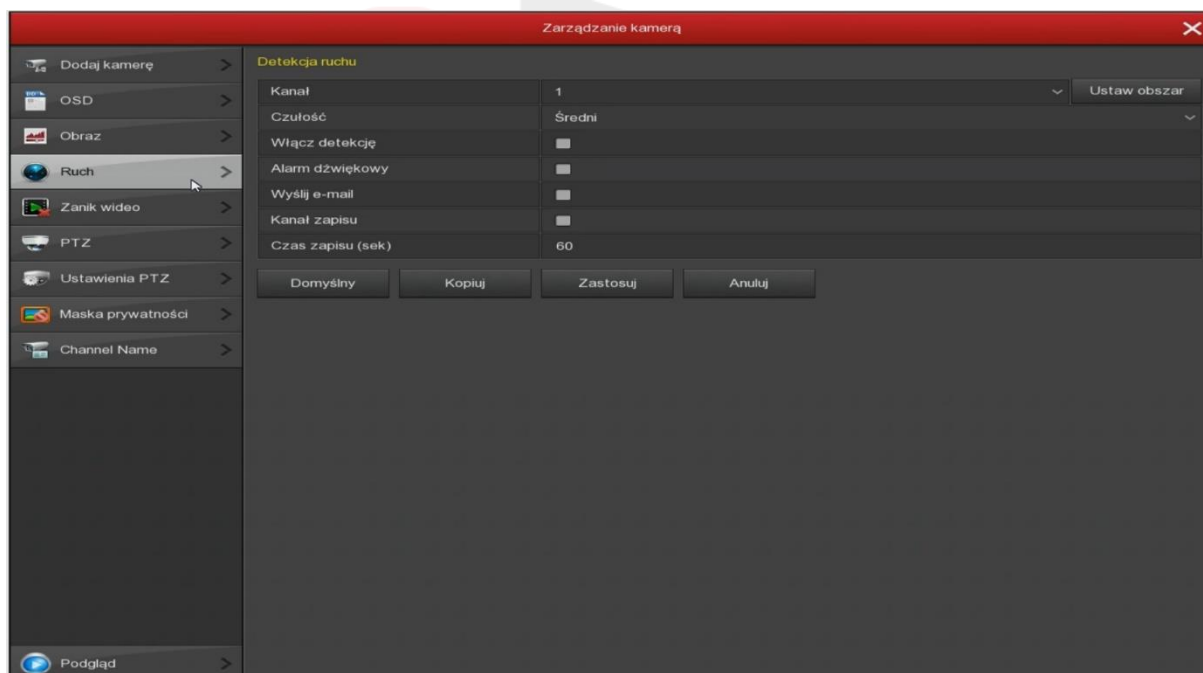 Zarządzanie kamerą
Dodaj kamerę
OSD
Obraz
Ruch
Zanik wideo
PTZ
Ustawienia PTZ
Maska prywatności
Channel Name
Podgląd
Detekcja ruchu
Kanał 1 Ustaw obszar
Czułość Średni
Włącz detekcję
Alarm dźwiękowy
Wyślij e-mail
Kanał zapisu
Czas zapisu (sek) 60
Domyślny Kopiuj Zastosuj Anuluj